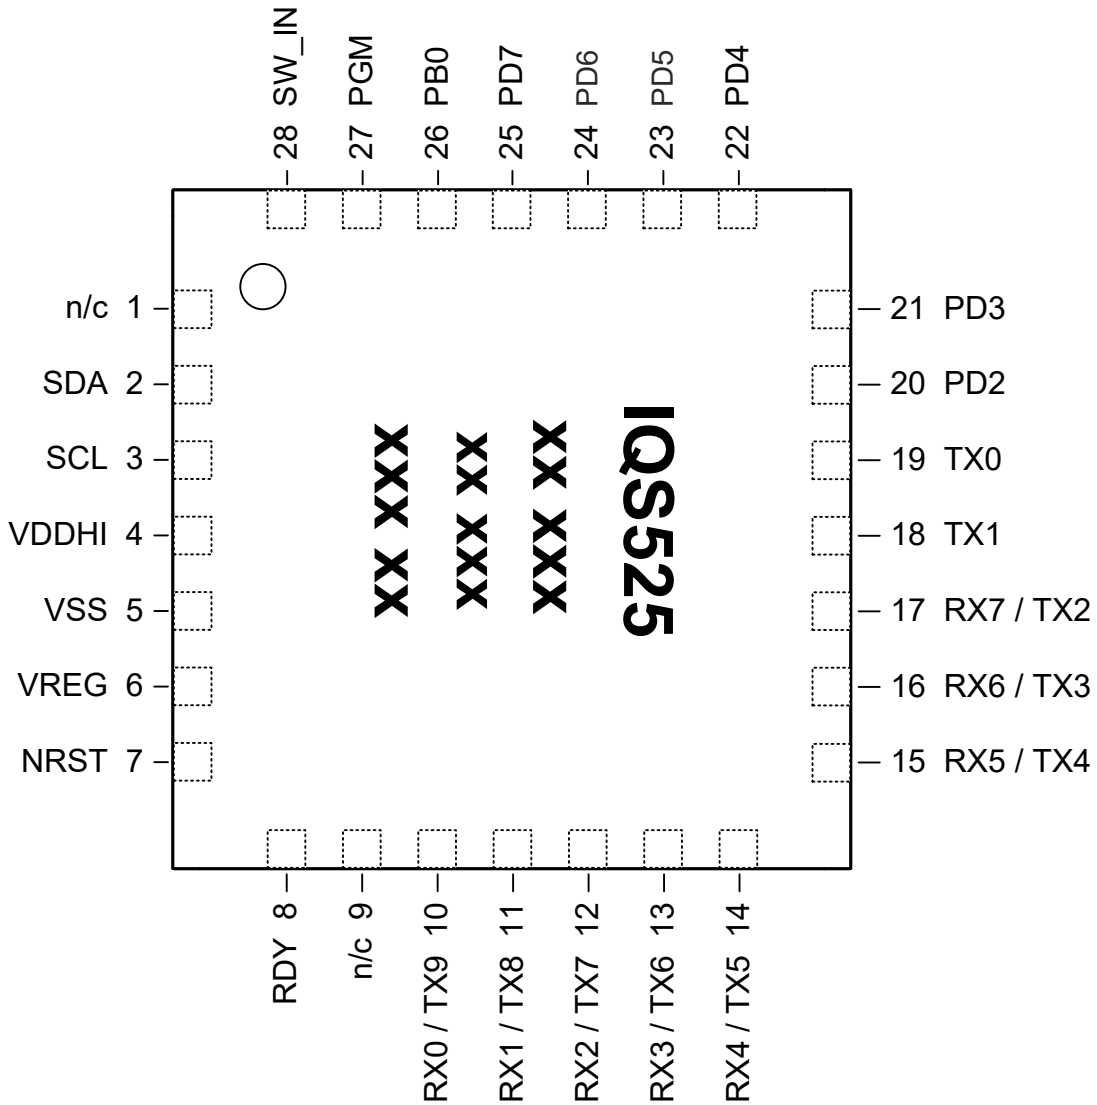 28 SW_IN
27 PGM
26 PB0
25 PD7
24 PD6
23 PD5
22 PD4
n/c 1
SDA 2
SCL 3
VDDHI 4
VSS 5
VREG 6
NRST 7
IQS525
xx xxx xx
xx xxx xx
xxx xx xx
21 PD3
20 PD2
19 TX0
18 TX1
17 RX7 / TX2
16 RX6 / TX3
15 RX5 / TX4
RDY 8
n/c 9
RX0 / TX9 10
RX1 / TX8 11
RX2 / TX7 12
RX3 / TX6 13
RX4 / TX5 14